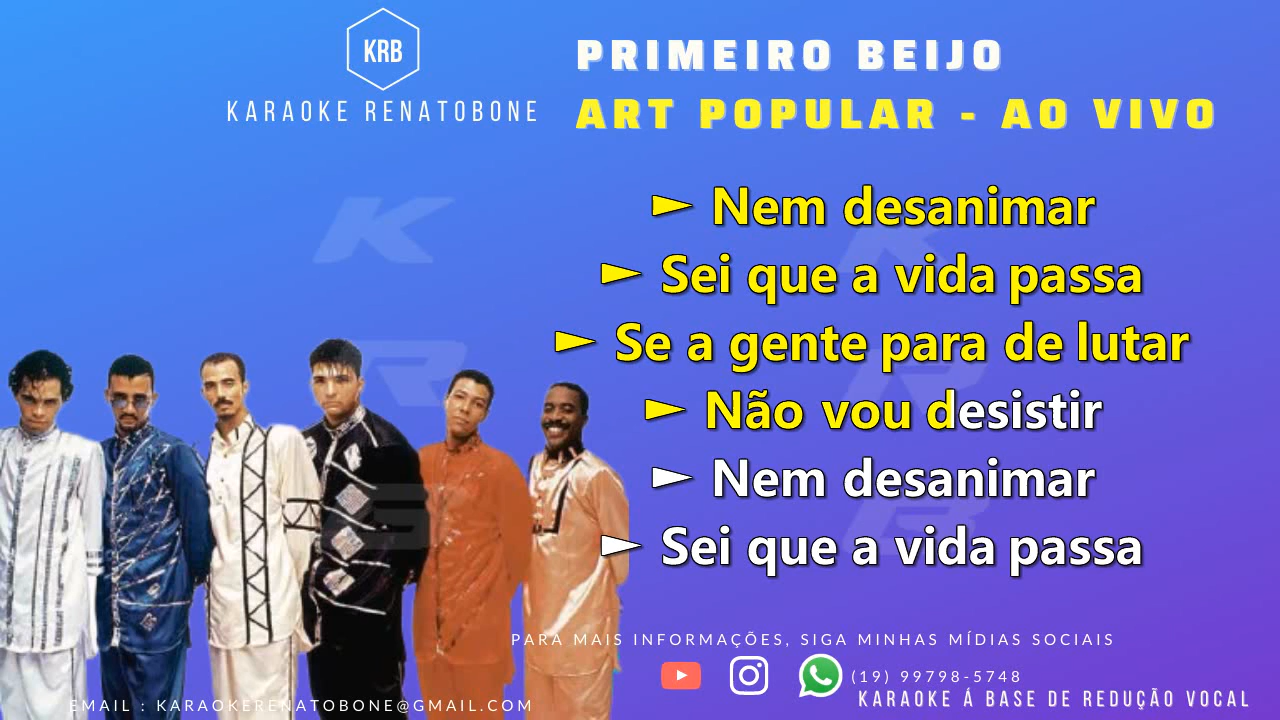 KRB
KARAOKE RENATOBONE
PRIMEIRO BEIJO
ART POPULAR - AO VIVO
► Nem desanimar
► Sei que a vida passa
► Se a gente para de lutar
► Não vou desistir
► Nem desanimar
► Sei que a vida passa
K
R
B
K
R
B
PARA MAIS INFORMAÇÕES, SIGA MINHAS MÍDIAS SOCIAIS
(19) 99798-5748
KARAOKE Á BASE DE REDUÇÃO VOCAL
EMAIL : KARAOKERENATOBONE@GMAIL.COM